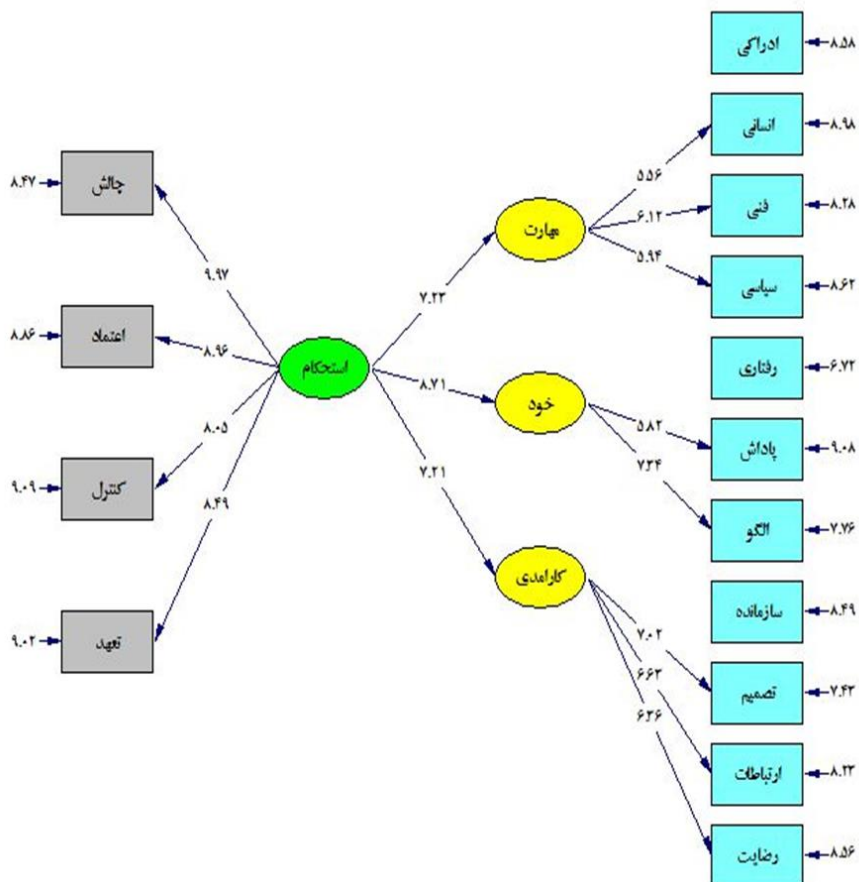 ادراکی
۸.۵۸
انسانی
۸.۹۸
فنی
۸.۲۸
سیاسی
۸.۶۲
رفتاری
۶.۷۲
پاداش
۹.۰۸
الگو
۷.۷۶
سازمانده
۸.۴۹
تصمیم
۷.۴۳
ارتباطات
۸.۲۳
رضایت
۸.۵۶
۵.۵۶
۶.۱۲
۵.۹۴
۵.۸۲
۷.۲۴
۷.۰۲
۶.۶۳
۶.۳۶
مهارت
خود
کارامدی
۷.۲۳
۸.۷۱
۷.۲۱
استحکام
۹.۹۷
۸.۹۶
۸.۰۵
۸.۴۹
چالش
۸.۴۷
اعتماد
۸.۸۶
کنترل
۹.۰۹
تعهد
۹.۰۲